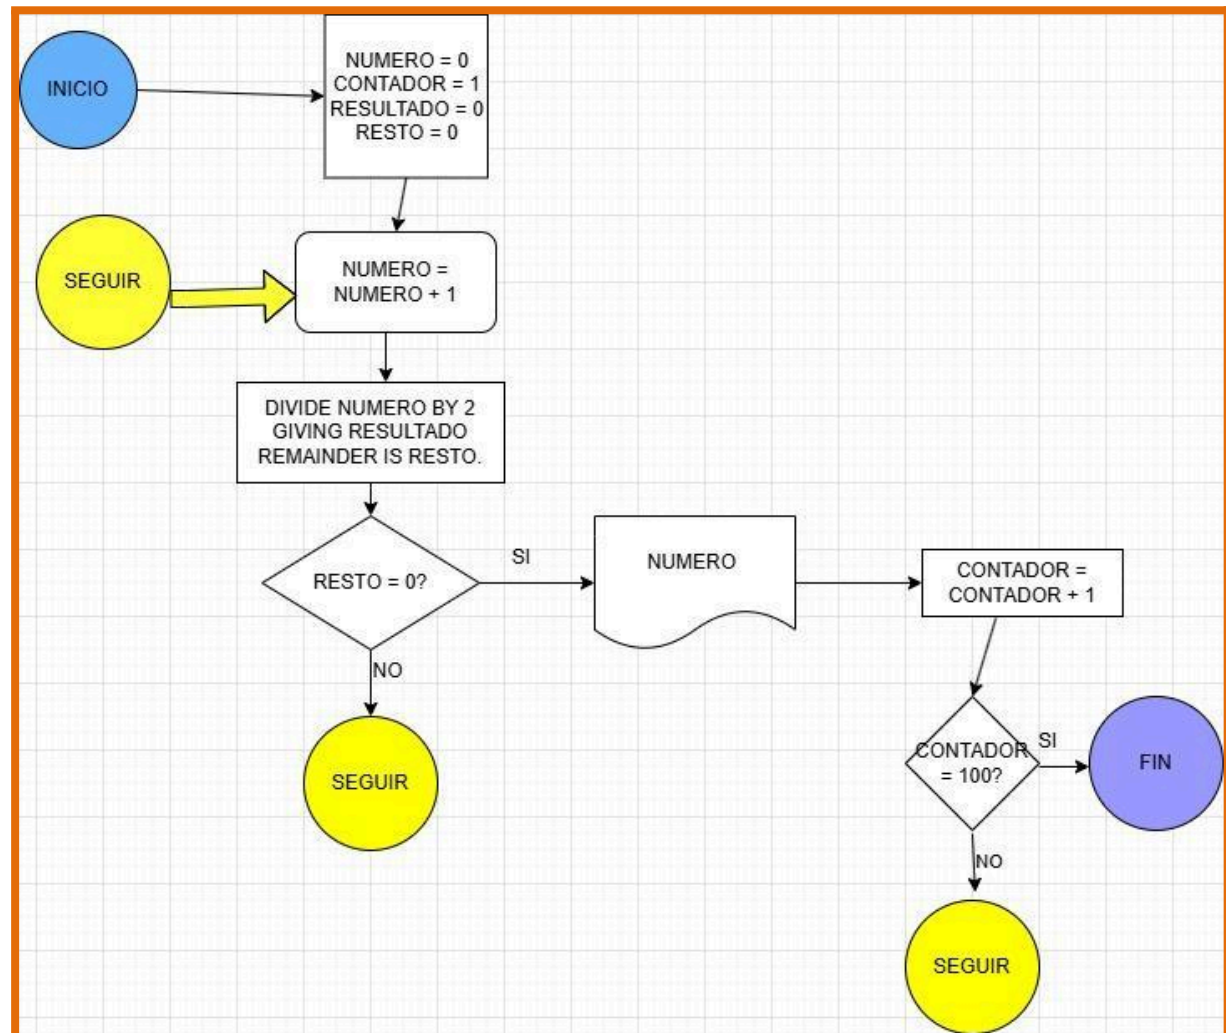 INICIO
NUMERO = 0
CONTADOR = 1
RESULTADO = 0
RESTO = 0
SEGUIR
NUMERO =
NUMERO + 1
DIVIDE NUMERO BY 2
GIVING RESULTADO
REMAINDER IS RESTO.
RESTO = 0?
SI
NUMERO
CONTADOR =
CONTADOR + 1
NO
SEGUIR
CONTADOR
= 100?
SI
FIN
NO
SEGUIR